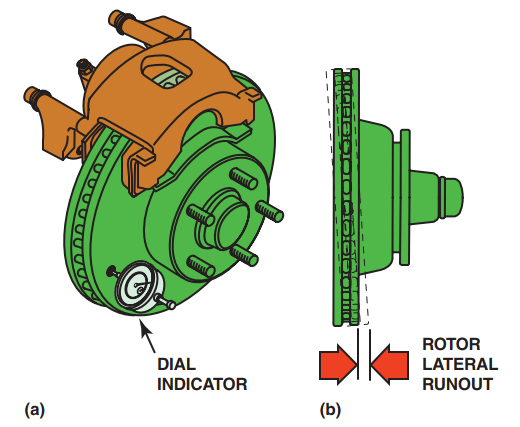 DIAL
INDICATOR
ROTOR
LATERAL
RUNOUT
(a)
(b)